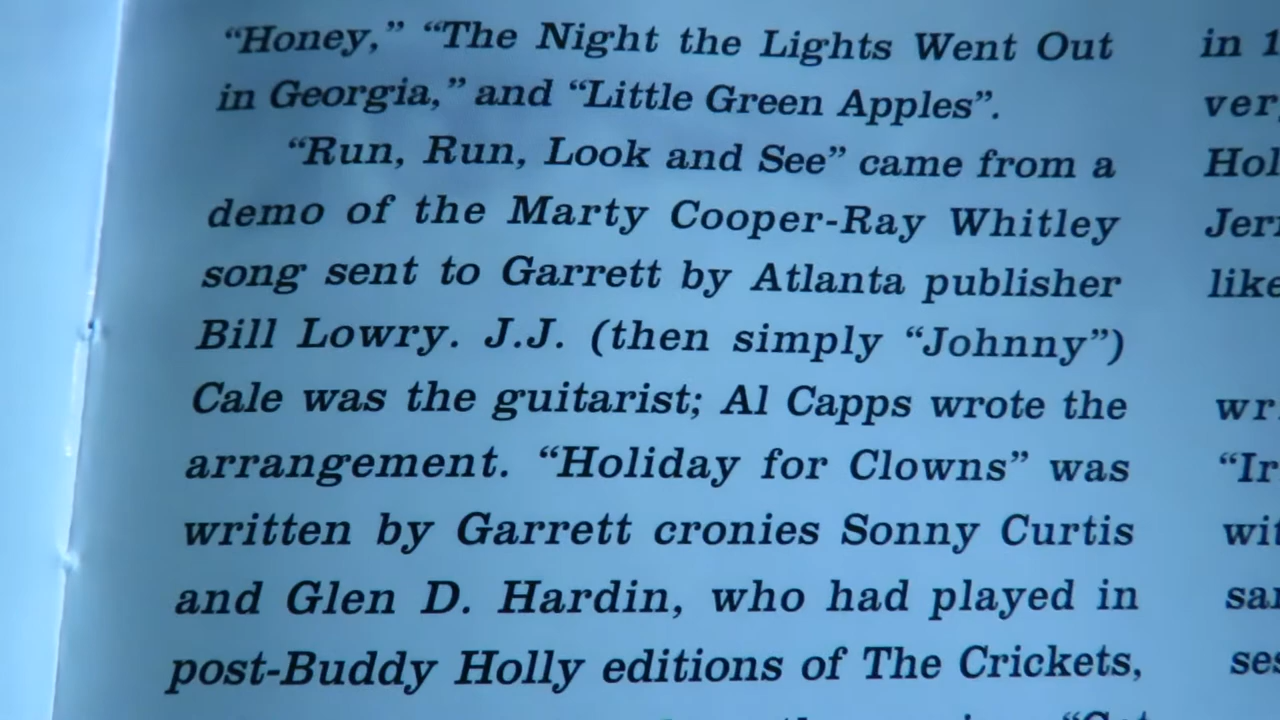 “Honey,” “The Night the Lights Went Out
in Georgia,” and “Little Green Apples”.
“Run, Run, Look and See” came from a
demo of the Marty Cooper-Ray Whitley
song sent to Garrett by Atlanta publisher
Bill Lowry. J.J. (then simply “Johnny”)
Cale was the guitarist; Al Capps wrote the
arrangement. “Holiday for Clowns” was
written by Garrett cronies Sonny Curtis
and Glen D. Hardin, who had played in
post-Buddy Holly editions of The Crickets,
in
like